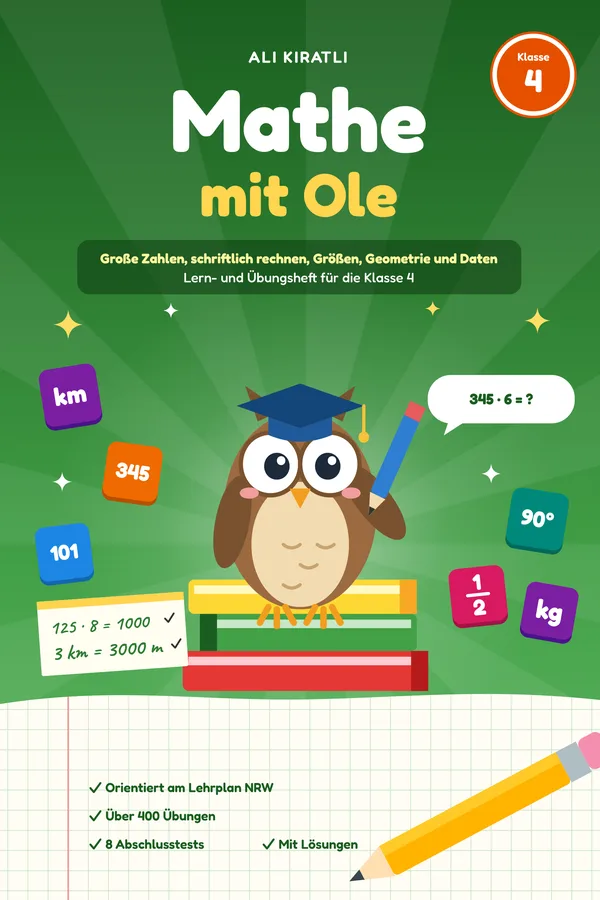 ALI KIRATLI
Klasse
4
Mathe
mit Ole
Große Zahlen, schriftlich rechnen, Größen, Geometrie und Daten
Lern- und Übungsheft für die Klasse 4
km
345 · 6 = ?
345
90°
101
1/2
kg
125 · 8 = 1000 ✓
3 km = 3000 m ✓
✓ Orientiert am Lehrplan NRW
✓ Über 400 Übungen
✓ 8 Abschlusstests ✓ Mit Lösungen